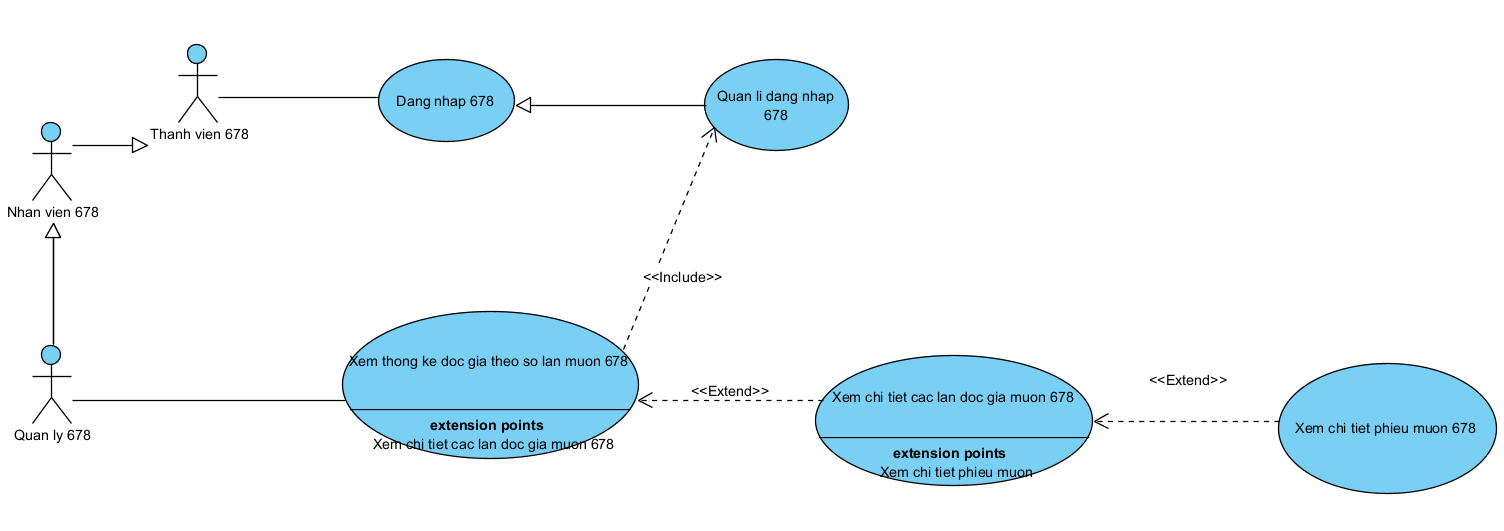 Thanh vien 678
Dang nhap 678
Quan li dang nhap
678
Nhan vien 678
<<Include>>
Quan ly 678
Xem thong ke doc gia theo so lan muon 678
extension points
Xem chi tiet cac lan doc gia muon 678
<<Extend>>
Xem chi tiet cac lan doc gia muon 678
extension points
Xem chi tiet phieu muon
<<Extend>>
Xem chi tiet phieu muon 678